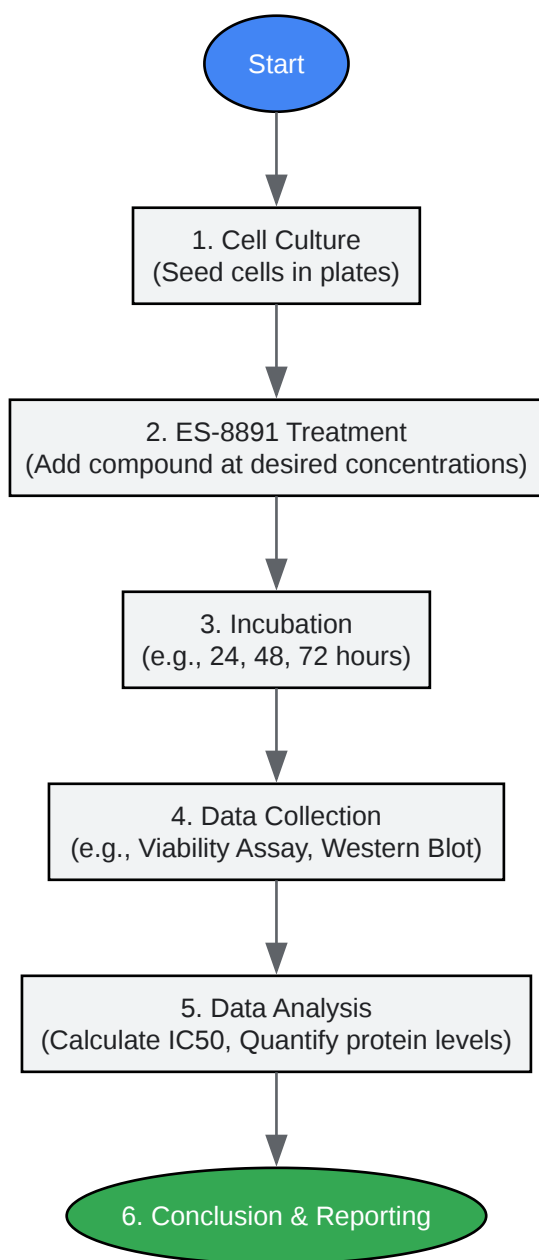 Start
1. Cell Culture
(Seed cells in plates)
2. ES-8891 Treatment
(Add compound at desired concentrations)
3. Incubation
(e.g., 24, 48, 72 hours)
4. Data Collection
(e.g., Viability Assay, Western Blot)
5. Data Analysis
(Calculate IC50, Quantify protein levels)
6. Conclusion & Reporting